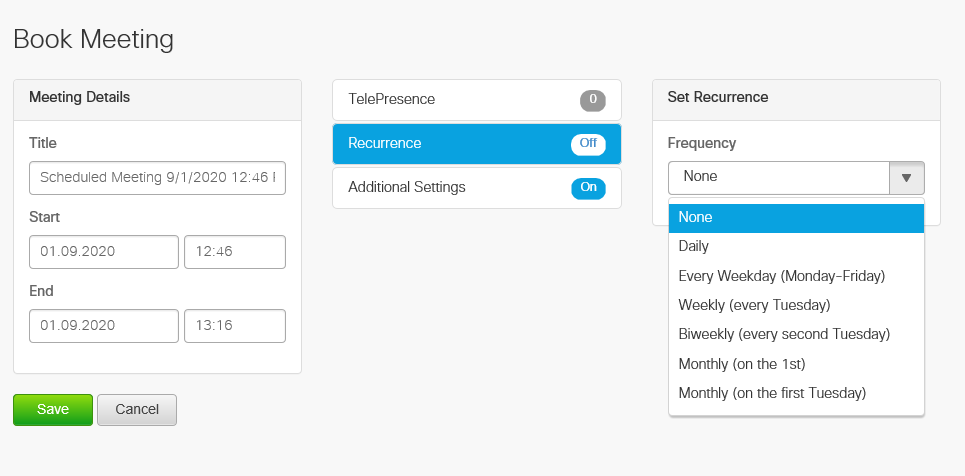 Book Meeting
Meeting Details
Title
Scheduled Meeting 9/1/2020 12:46
Start
01.09.2020 12:46
End
01.09.2020 13:16
Save Cancel
TelePresence 0
Recurrence Off
Additional Settings On
Set Recurrence
Frequency
None
None
Daily
Every Weekday (Monday-Friday)
Weekly (every Tuesday)
Biweekly (every second Tuesday)
Monthly (on the 1st)
Monthly (on the first Tuesday)